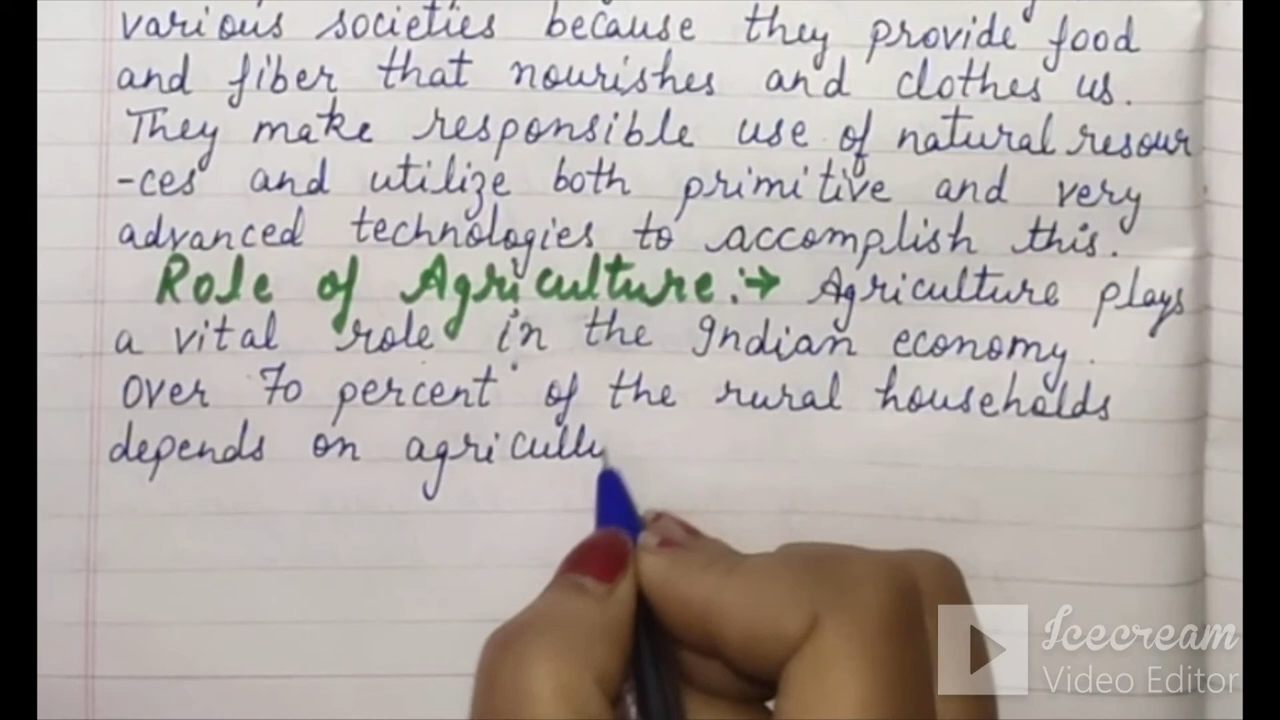 various societies because they provide food
and fiber that nourishes and clothes us.
They make responsible use of natural resour
-ces and utilize both primitive and very
advanced technologies to accomplish this.
Role of Agriculture :→ Agriculture plays
a vital role in the Indian economy.
Over 70 percent of the rural households
depends on agricultu
Icecream
Video Editor